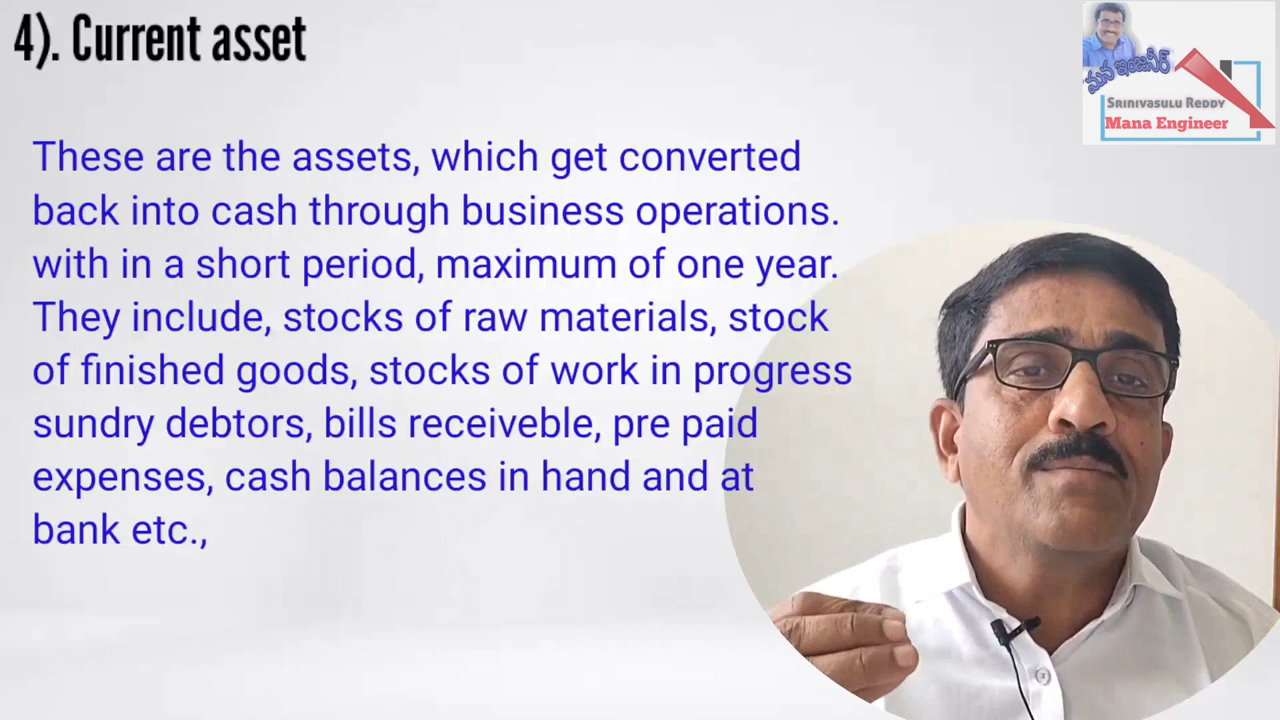 4). Current asset
These are the assets, which get converted
back into cash through business operations.
with in a short period, maximum of one year.
They include, stocks of raw materials, stock
of finished goods, stocks of work in progress
sundry debtors, bills receiveble, pre paid
expenses, cash balances in hand and at
bank etc.,
మన ఇంజనీర్
SRINIVASULU REDDY
Mana Engineer